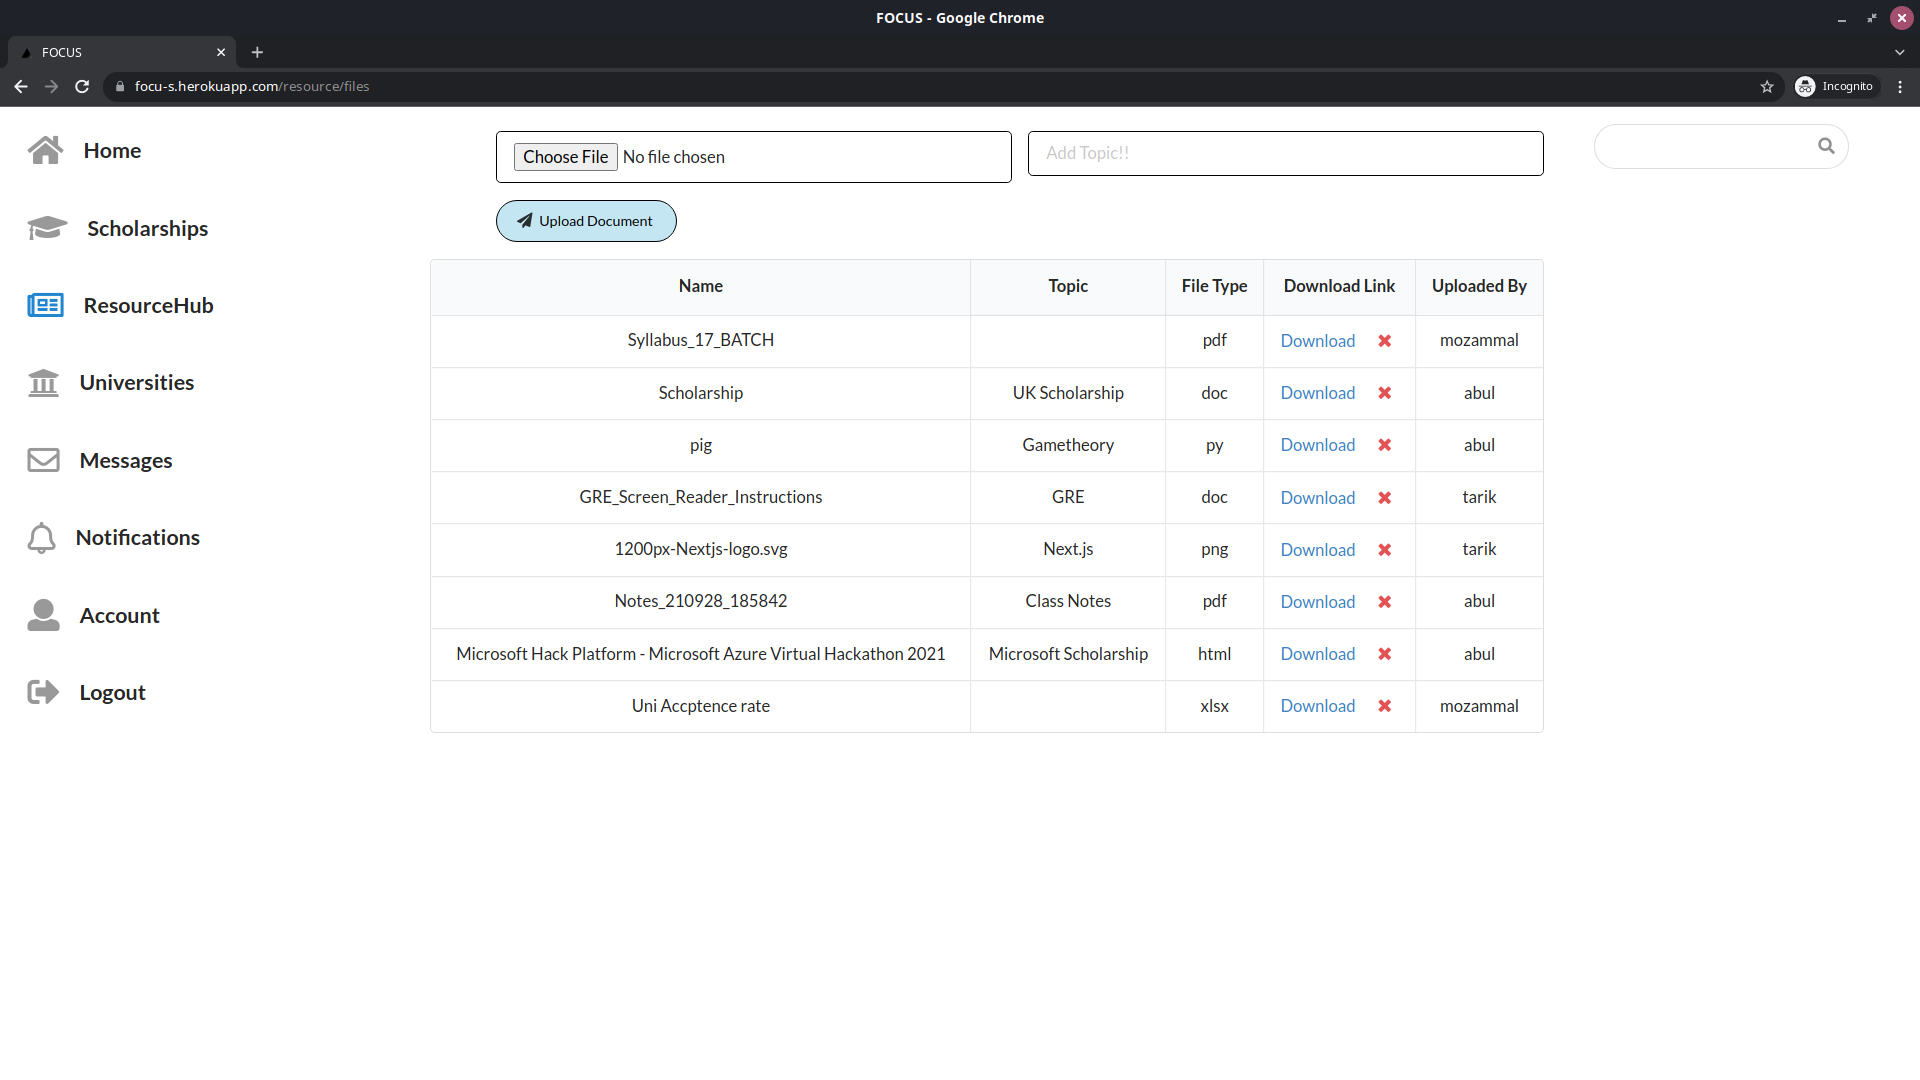 FOCUS - Google Chrome
FOCUS
focu-s.herokuapp.com/resource/files
Incognito
Home
Scholarships
ResourceHub
Universities
Messages
Notifications
Account
Logout
Choose File No file chosen
Add Topic!!
Upload Document
Name Topic File Type Download Link Uploaded By
Syllabus_17_BATCH pdf Download mozammal
Scholarship UK Scholarship doc Download abul
pig Gametheory py Download abul
GRE_Screen_Reader_Instructions GRE doc Download tarik
1200px-Nextjs-logo.svg Next.js png Download tarik
Notes_210928_185842 Class Notes pdf Download abul
Microsoft Hack Platform - Microsoft Azure Virtual Hackathon 2021 Microsoft Scholarship html Download abul
Uni Accptence rate xlsx Download mozammal